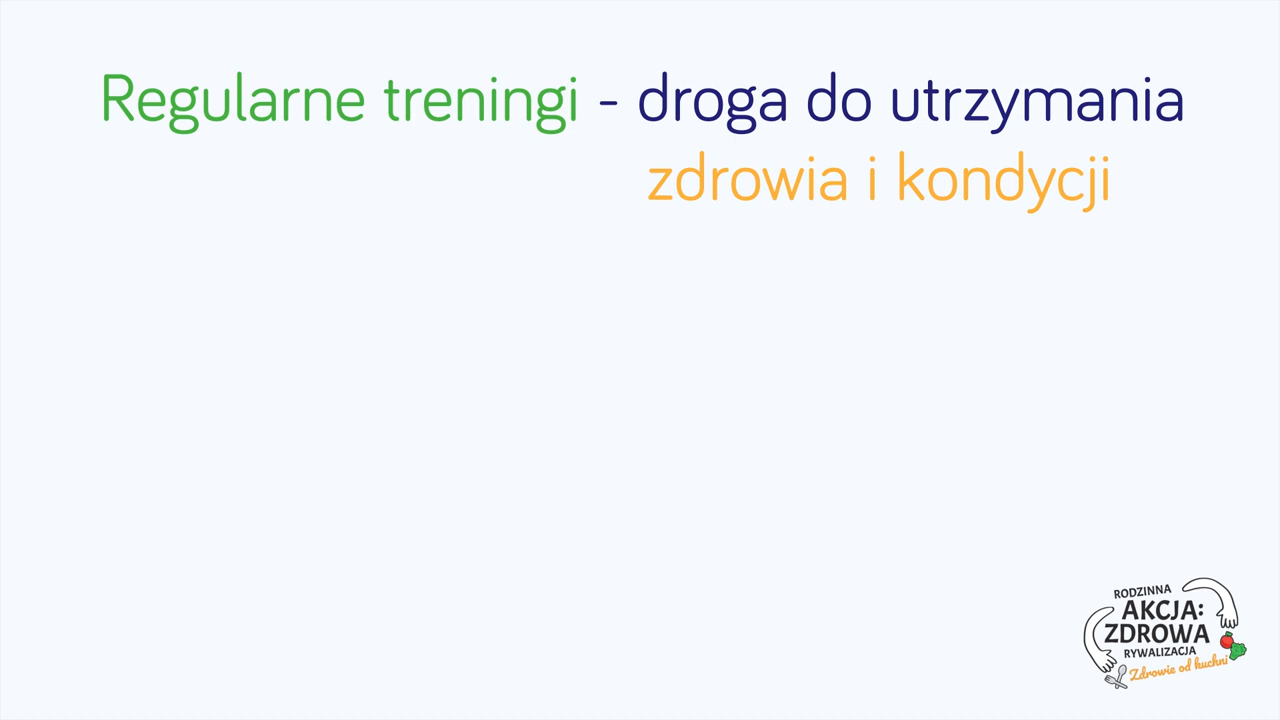 Regularne treningi - droga do utrzymania
zdrowia i kondycji
RODZINNA
AKCJA:
ZDROWA
RYWALIZACJA
Zdrowie od kuchni